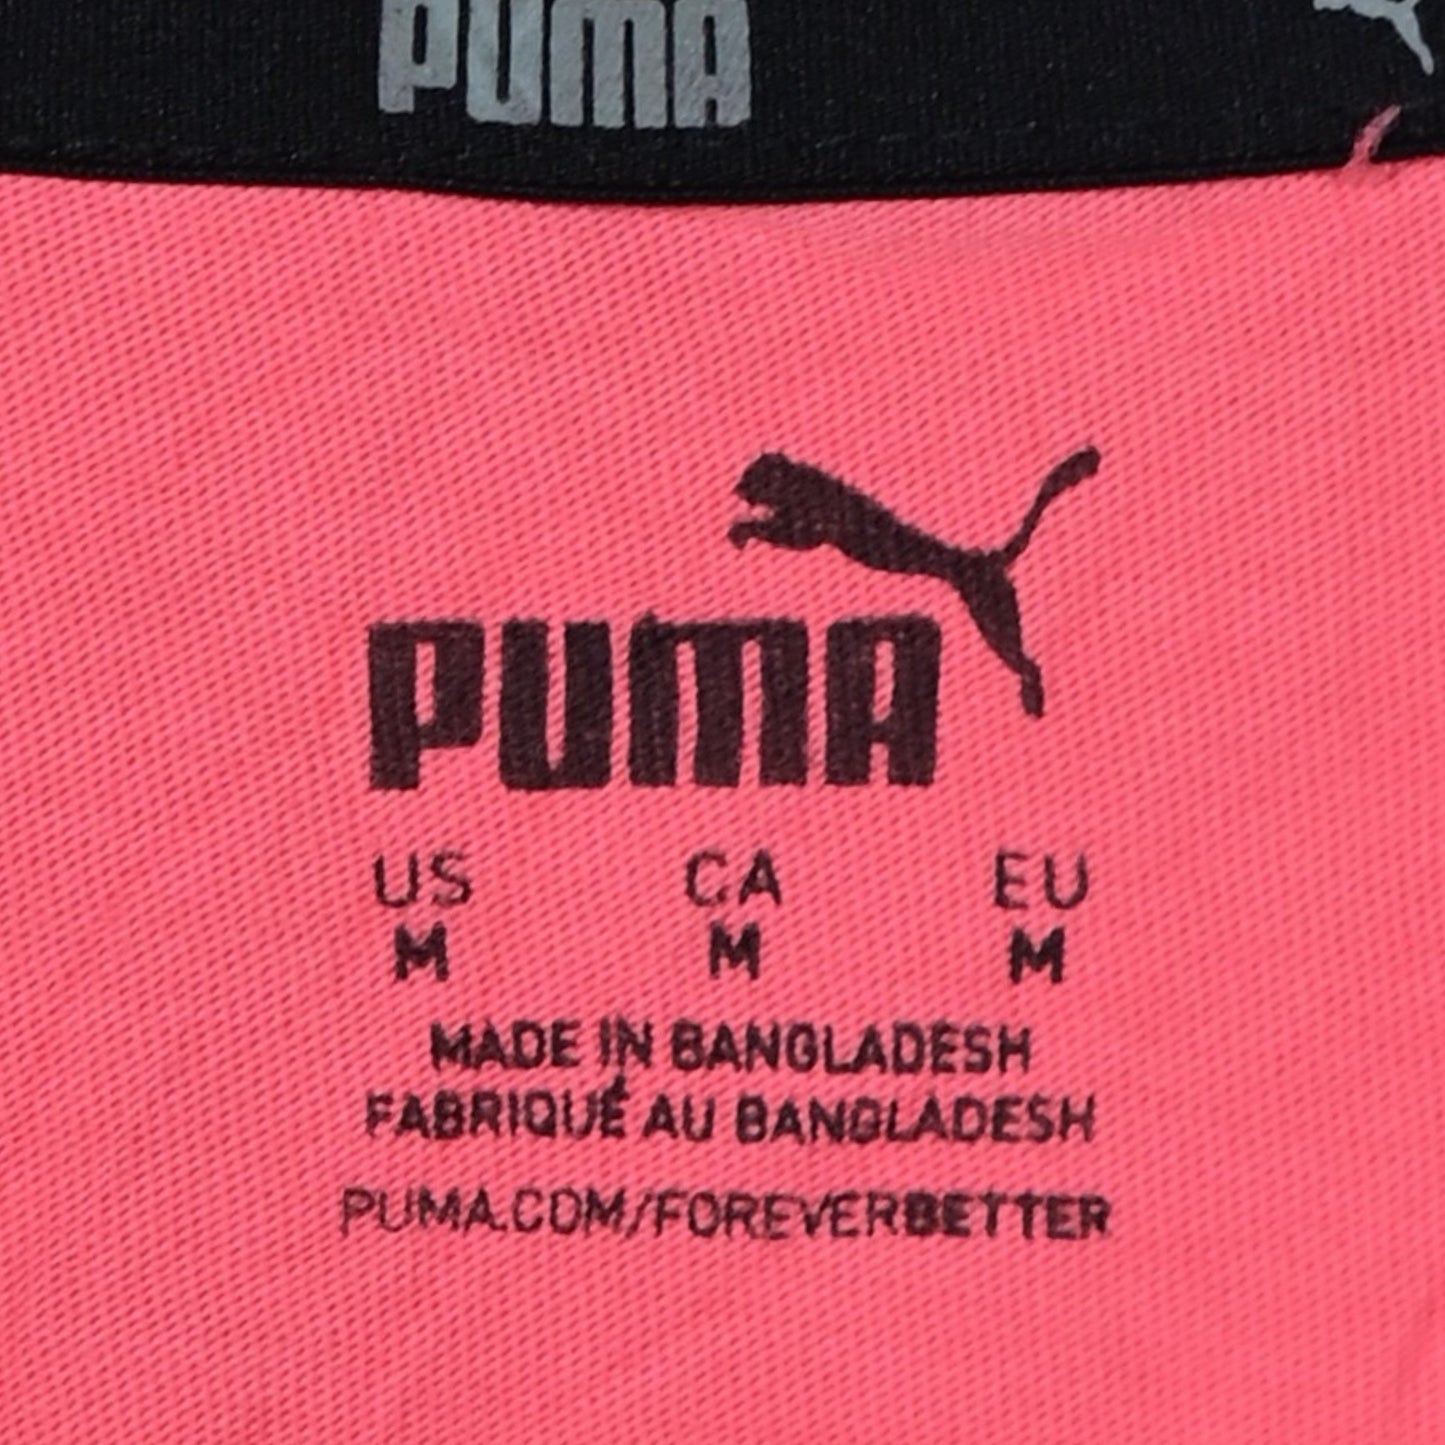 PUMA
PUMA
US CA EU
M M M
MADE IN BANGLADESH
FABRIQUÉ AU BANGLADESH
PUMA.COM/FOREVERBETTER